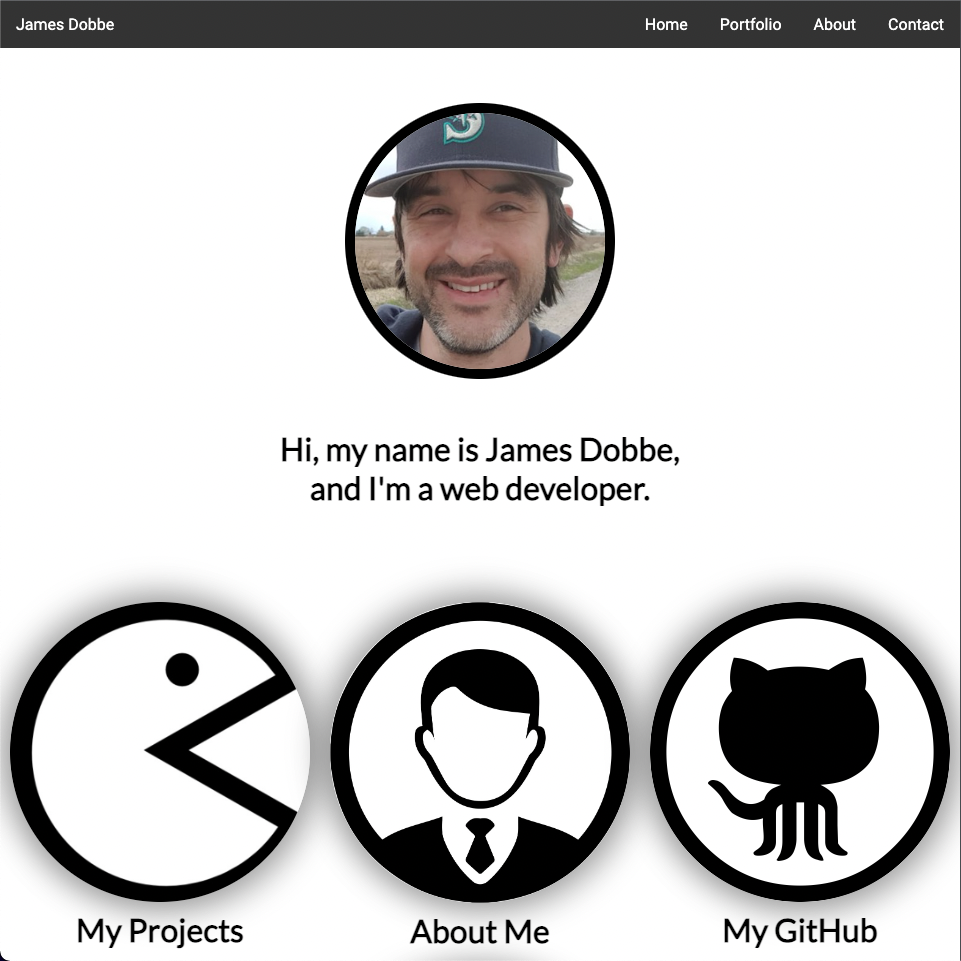 James Dobbe
Home
Portfolio
About
Contact
Hi, my name is James Dobbe,
and I'm a web developer.
My Projects
About Me
My GitHub